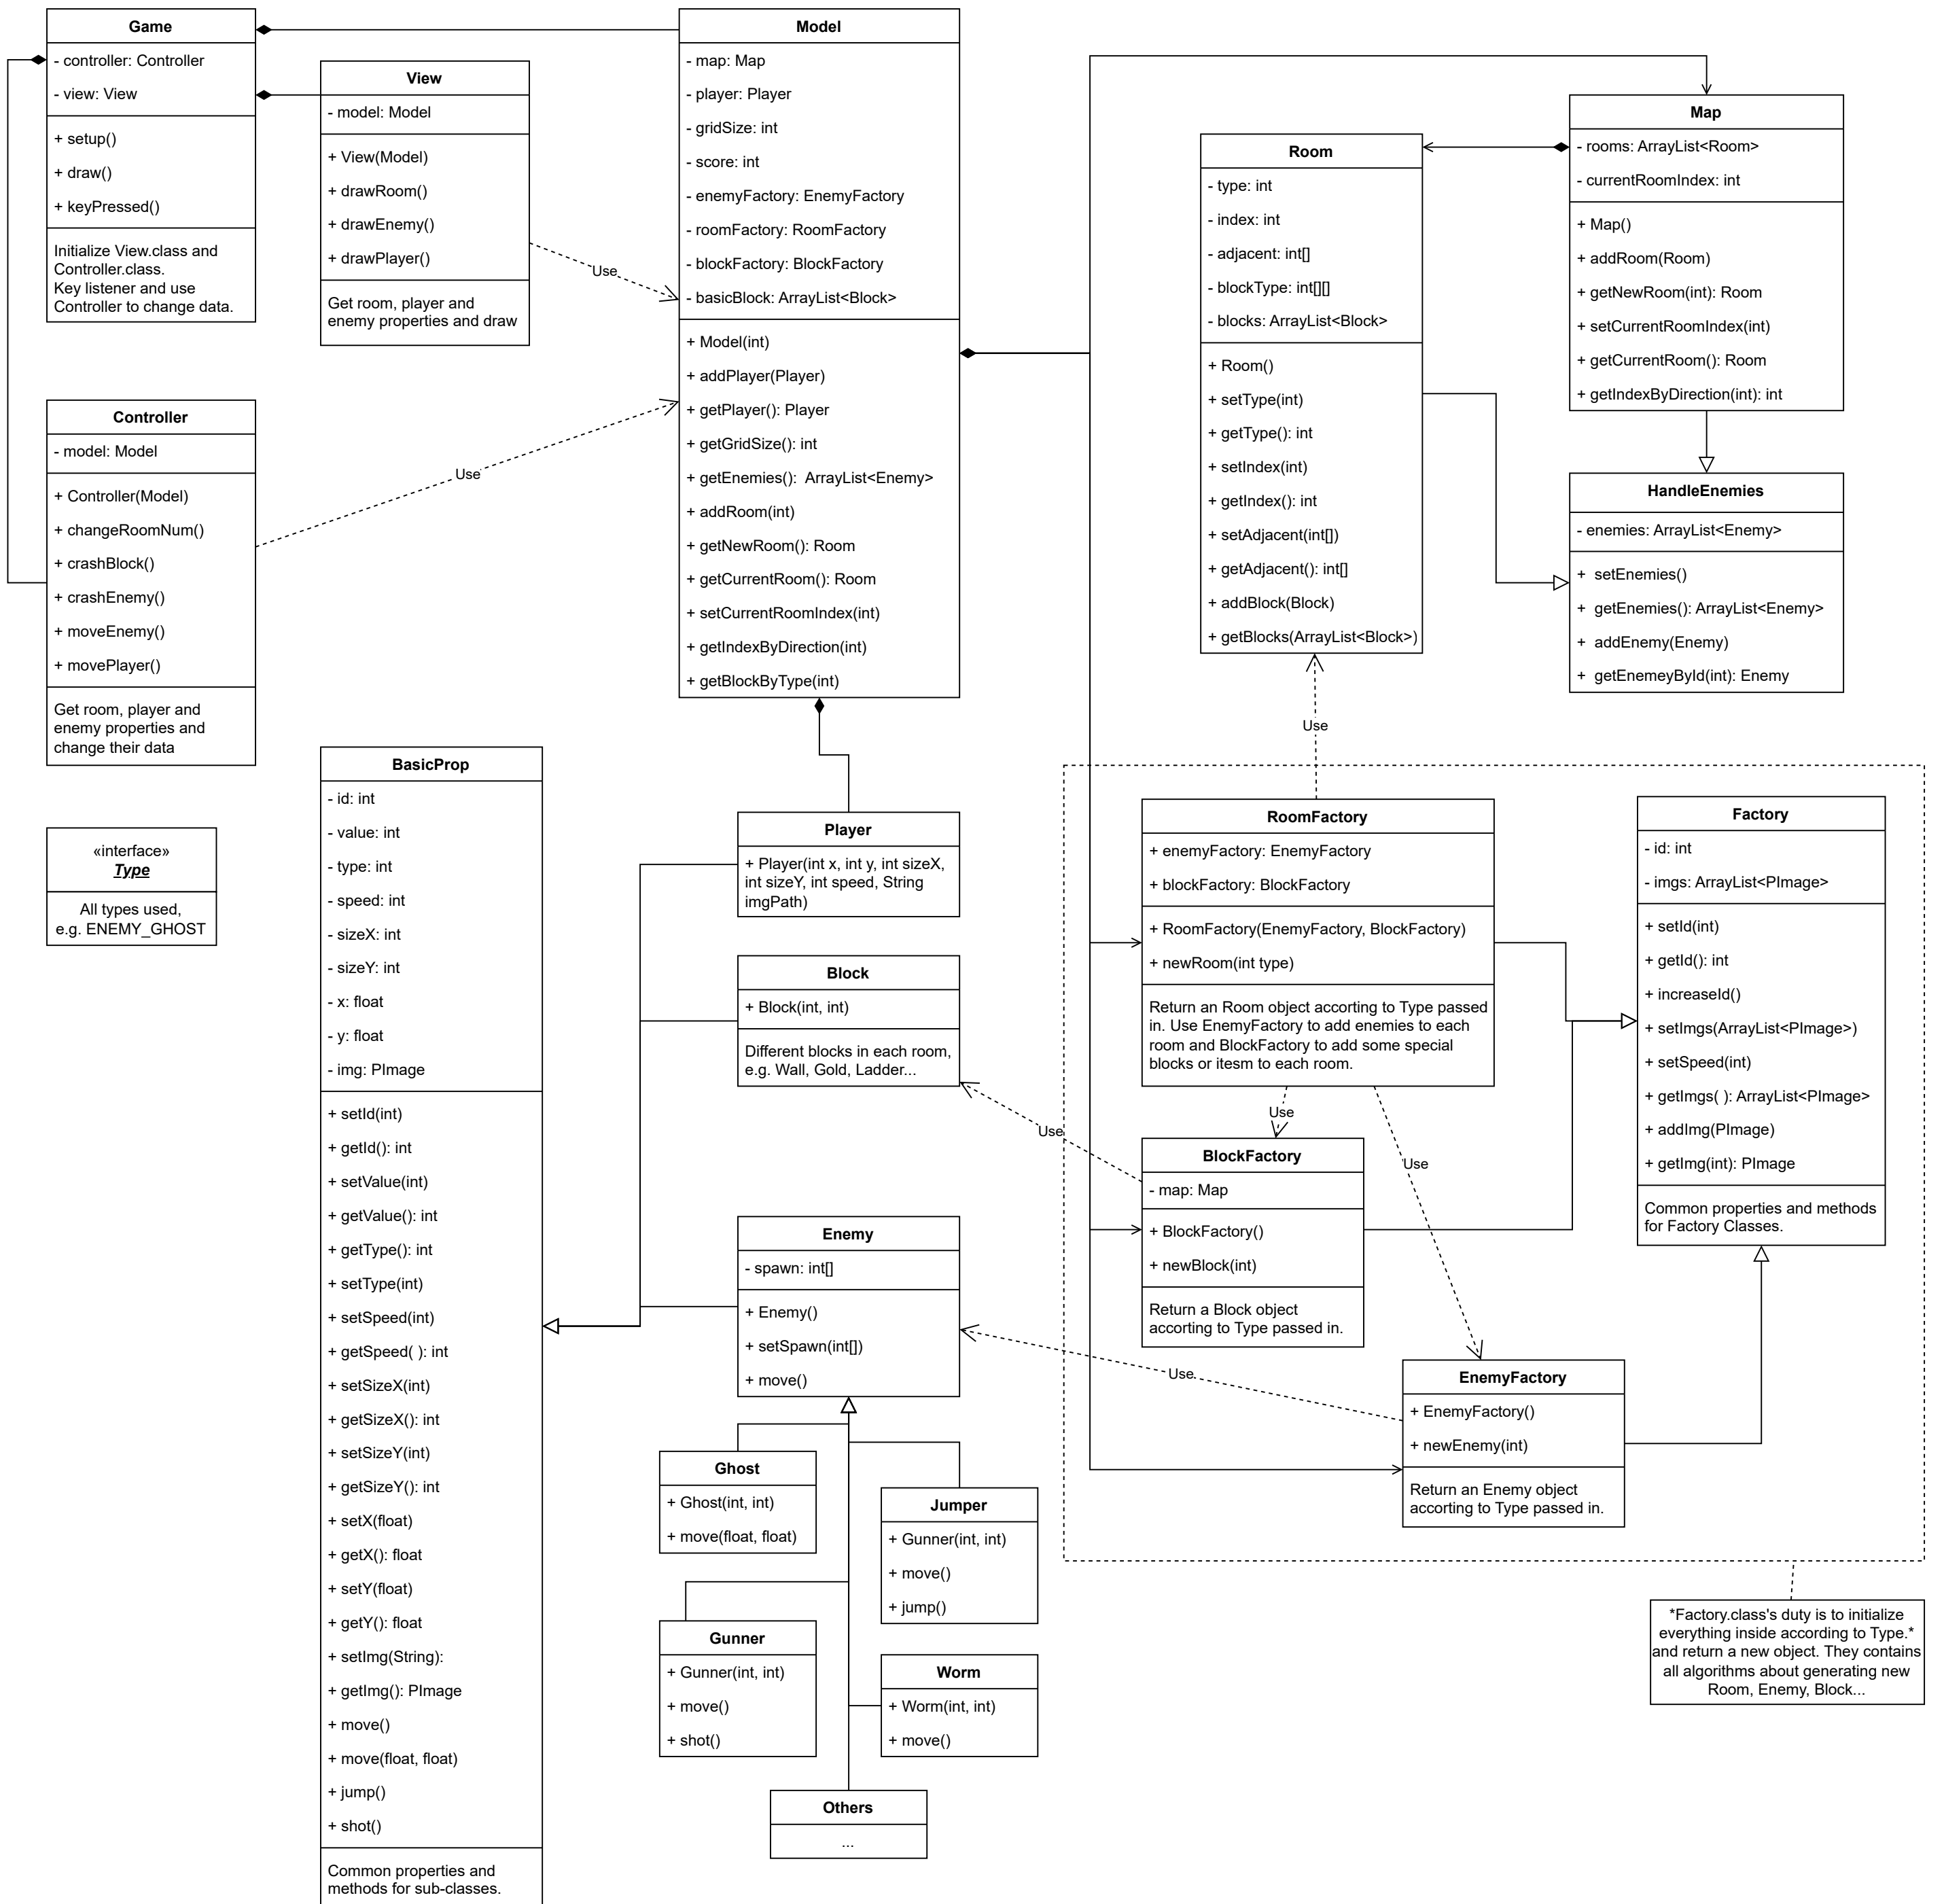 Game
- controller: Controller
- view: View
+ setup()
+ draw()
+ keyPressed()
Initialize View.class and
Controller.class.
Key listener and use
Controller to change data.
View
- model: Model
+ View(Model)
+ drawRoom()
+ drawEnemy()
+ drawPlayer()
Get room, player and
enemy properties and draw
Use
Controller
- model: Model
+ Controller(Model)
+ changeRoomNum()
+ crashBlock()
+ crashEnemy()
+ moveEnemy()
+ movePlayer()
Get room, player and
enemy properties and
change their data
Use
«interface»
Type
All types used,
e.g. ENEMY_GHOST
Model
- map: Map
- player: Player
- gridSize: int
- score: int
- enemyFactory: EnemyFactory
- roomFactory: RoomFactory
- blockFactory: BlockFactory
- basicBlock: ArrayList<Block>
+ Model(int)
+ addPlayer(Player)
+ getPlayer(): Player
+ getGridSize(): int
+ getEnemies():  ArrayList<Enemy>
+ addRoom(int)
+ getNewRoom(): Room
+ getCurrentRoom(): Room
+ setCurrentRoomIndex(int)
+ getIndexByDirection(int)
+ getBlockByType(int)
Room
- type: int
- index: int
- adjacent: int[]
- blockType: int[][]
- blocks: ArrayList<Block>
+ Room()
+ setType(int)
+ getType(): int
+ setIndex(int)
+ getIndex(): int
+ setAdjacent(int[])
+ getAdjacent(): int[]
+ addBlock(Block)
+ getBlocks(ArrayList<Block>)
Map
- rooms: ArrayList<Room>
- currentRoomIndex: int
+ Map()
+ addRoom(Room)
+ getNewRoom(int): Room
+ setCurrentRoomIndex(int)
+ getCurrentRoom(): Room
+ getIndexByDirection(int): int
HandleEnemies
- enemies: ArrayList<Enemy>
+  setEnemies()
+  getEnemies(): ArrayList<Enemy>
+  addEnemy(Enemy)
+  getEnemeyById(int): Enemy
Use
BasicProp
- id: int
- value: int
- type: int
- speed: int
- sizeX: int
- sizeY: int
- x: float
- y: float
- img: PImage
+ setId(int)
+ getId(): int
+ setValue(int)
+ getValue(): int
+ getType(): int
+ setType(int)
+ setSpeed(int)
+ getSpeed( ): int
+ setSizeX(int)
+ getSizeX(): int
+ setSizeY(int)
+ getSizeY(): int
+ setX(float)
+ getX(): float
+ setY(float)
+ getY(): float
+ setImg(String):
+ getImg(): PImage
+ move()
+ move(float, float)
+ jump()
+ shot()
Common properties and
methods for sub-classes.
Player
+ Player(int x, int y, int sizeX,
int sizeY, int speed, String
imgPath)
Block
+ Block(int, int)
Different blocks in each room,
e.g. Wall, Gold, Ladder...
Use
Enemy
- spawn: int[]
+ Enemy()
+ setSpawn(int[])
+ move()
Use
Ghost
+ Ghost(int, int)
+ move(float, float)
Jumper
+ Gunner(int, int)
+ move()
+ jump()
Gunner
+ Gunner(int, int)
+ move()
+ shot()
Worm
+ Worm(int, int)
+ move()
Others
...
RoomFactory
+ enemyFactory: EnemyFactory
+ blockFactory: BlockFactory
+ RoomFactory(EnemyFactory, BlockFactory)
+ newRoom(int type)
Return an Room object accorting to Type passed
in. Use EnemyFactory to add enemies to each
room and BlockFactory to add some special
blocks or itesm to each room.
Use
Use
BlockFactory
- map: Map
+ BlockFactory()
+ newBlock(int)
Return a Block object
accorting to Type passed in.
EnemyFactory
+ EnemyFactory()
+ newEnemy(int)
Return an Enemy object
accorting to Type passed in.
Factory
- id: int
- imgs: ArrayList<PImage>
+ setId(int)
+ getId(): int
+ increaseId()
+ setImgs(ArrayList<PImage>)
+ setSpeed(int)
+ getImgs( ): ArrayList<PImage>
+ addImg(PImage)
+ getImg(int): PImage
Common properties and methods
for Factory Classes.
*Factory.class's duty is to initialize
everything inside according to Type.*
and return a new object. They contains
all algorithms about generating new
Room, Enemy, Block...